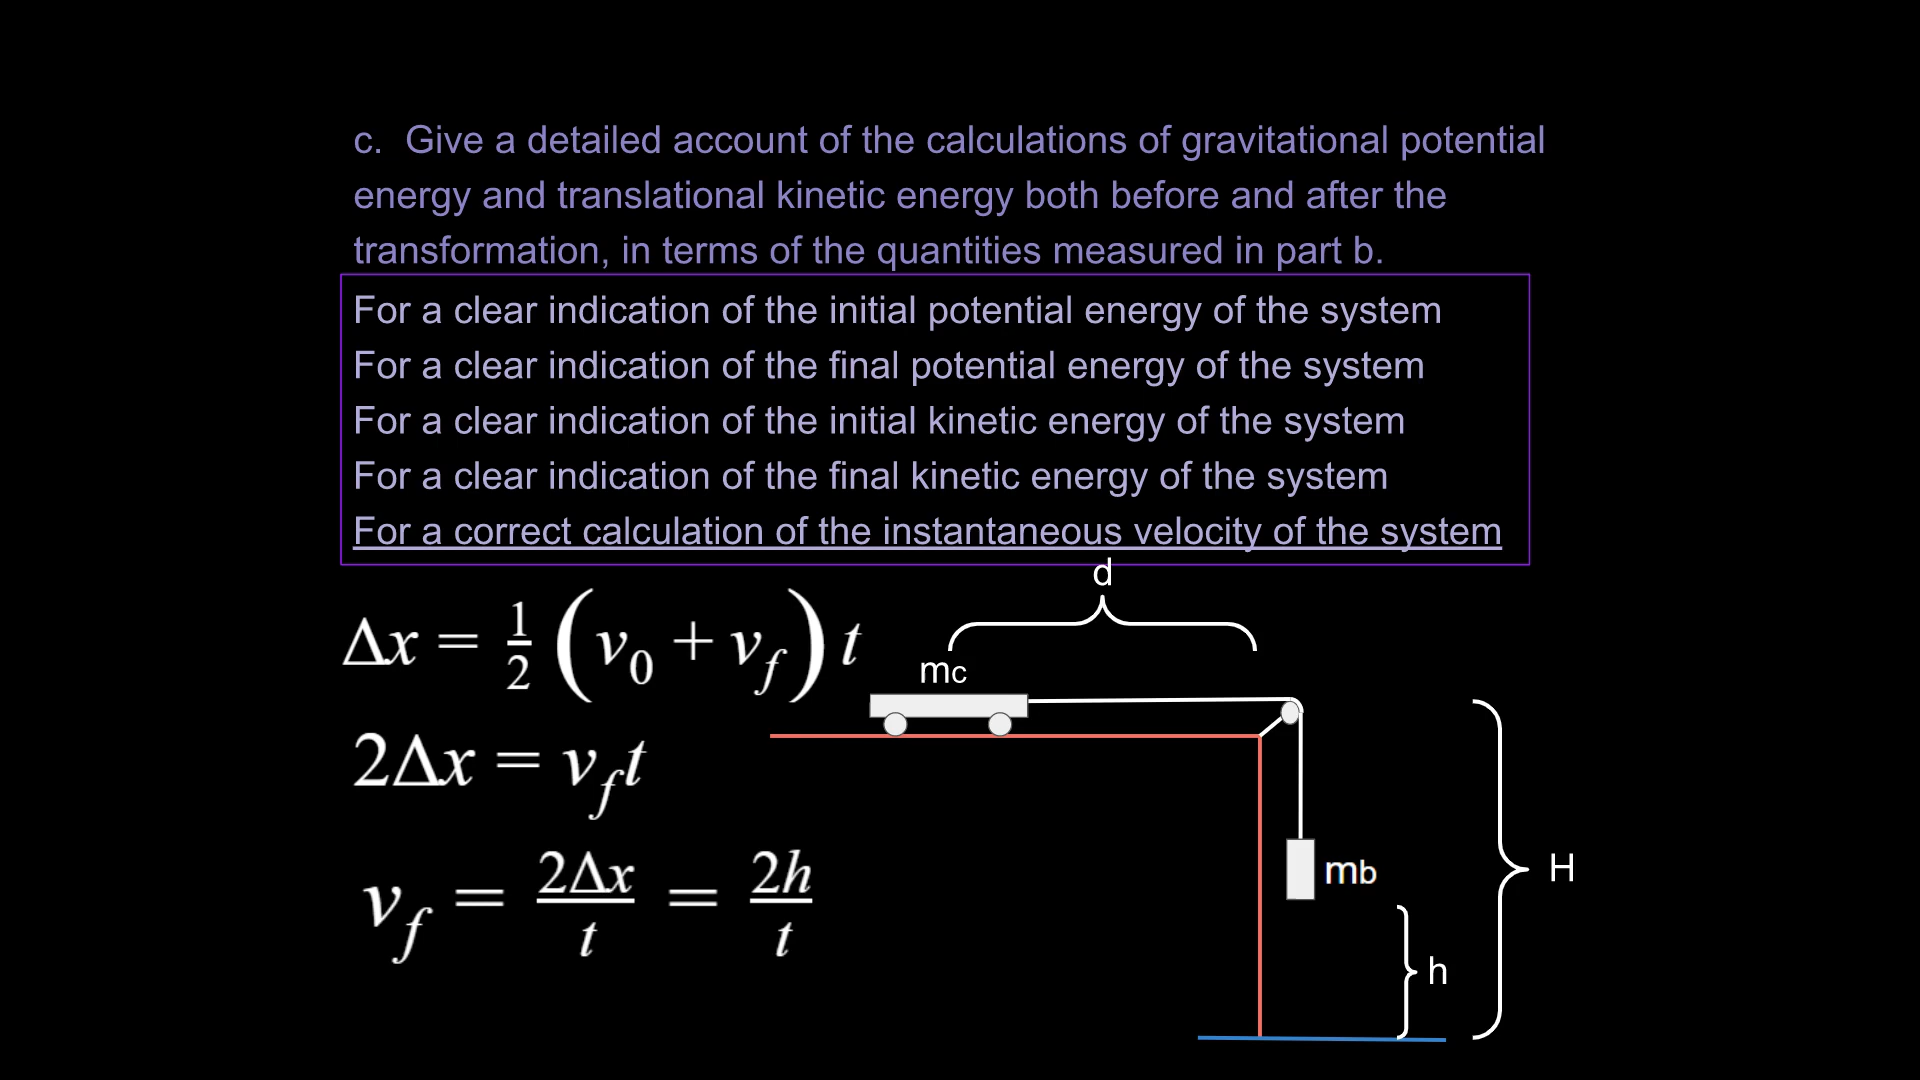 c. Give a detailed account of the calculations of gravitational potential
energy and translational kinetic energy both before and after the
transformation, in terms of the quantities measured in part b.
For a clear indication of the initial potential energy of the system
For a clear indication of the final potential energy of the system
For a clear indication of the initial kinetic energy of the system
For a clear indication of the final kinetic energy of the system
For a correct calculation of the instantaneous velocity of the system
d
Δx = 1/2 (v₀ + v_f) t
mc
2Δx = v_f t
v_f = 2Δx/t = 2h/t
mb
H
h